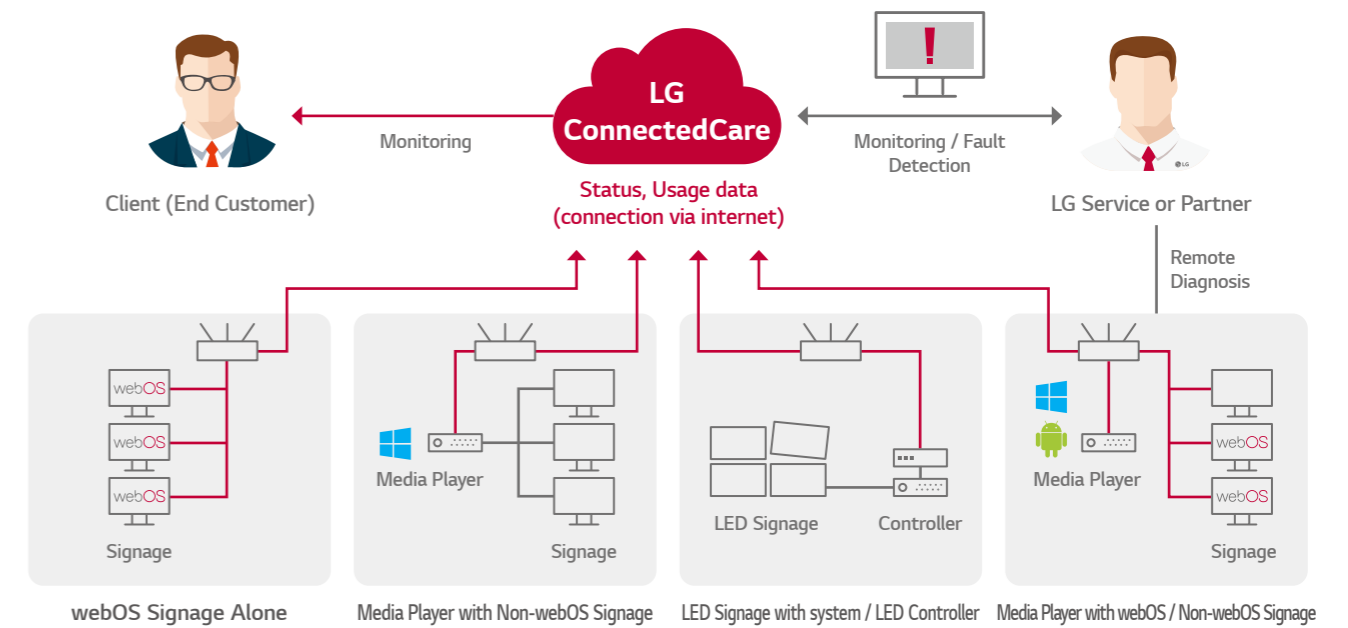 LG
ConnectedCare
!
Monitoring
Monitoring / Fault
Detection
LG
Client (End Customer)
Status, Usage data
(connection via internet)
LG Service or Partner
Remote
Diagnosis
webOS
webOS
webOS
Signage
webOS Signage Alone
Media Player
Signage
Media Player with Non-webOS Signage
LED Signage
Controller
LED Signage with system / LED Controller
Media Player
webOS
webOS
Signage
Media Player with webOS / Non-webOS Signage